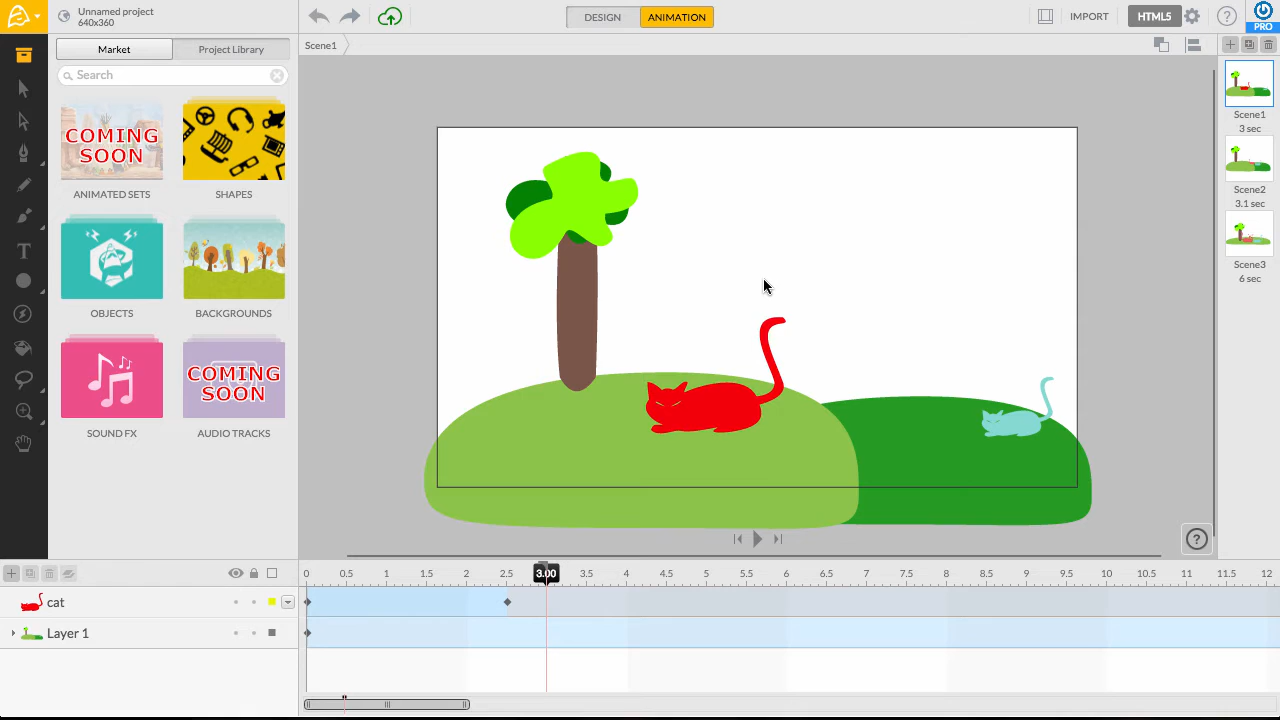 Unnamed project
640x360
DESIGN
ANIMATION
IMPORT
HTML5
?
PRO
Market
Project Library
Scene1
Search
COMING
SOON
ANIMATED SETS
SHAPES
OBJECTS
BACKGROUNDS
SOUND FX
COMING
SOON
AUDIO TRACKS
T
Scene1
3 sec
Scene2
3.1 sec
Scene3
6 sec
?
0 0.5 1 1.5 2 2.5 3.00 3.5 4 4.5 5 5.5 6 6.5 7 7.5 8 8.5 9 9.5 10 10.5 11 11.5 12
cat
Layer 1